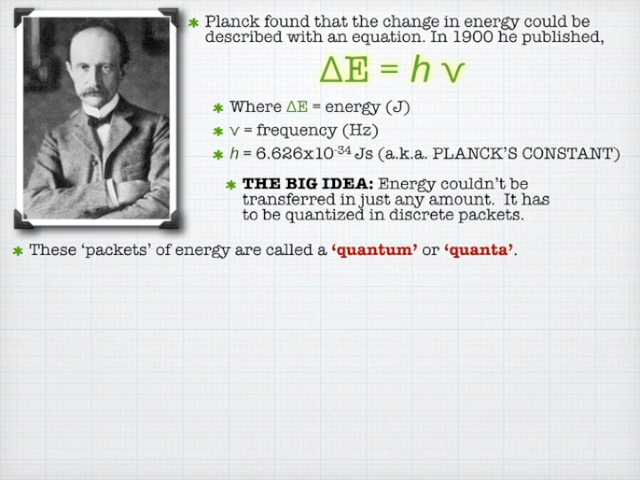 * Planck found that the change in energy could be
described with an equation. In 1900 he published,
ΔE = h ν
* Where ΔE = energy (J)
* ν = frequency (Hz)
* h = 6.626x10⁻³⁴ Js (a.k.a. PLANCK'S CONSTANT)
* THE BIG IDEA: Energy couldn't be
transferred in just any amount. It has
to be quantized in discrete packets.
* These 'packets' of energy are called a 'quantum' or 'quanta'.